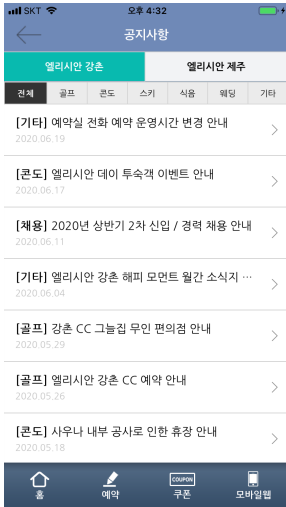 SKT 오후 4:32
공지사항
엘리시안 강촌 엘리시안 제주
전체 골프 콘도 스키 식음 웨딩 기타
[기타] 예약실 전화 예약 운영시간 변경 안내
2020.06.19
[콘도] 엘리시안 데이 투숙객 이벤트 안내
2020.06.17
[채용] 2020년 상반기 2차 신입 / 경력 채용 안내
2020.06.11
[기타] 엘리시안 강촌 해피 모먼트 월간 소식지 ···
2020.06.04
[골프] 강촌 CC 그늘집 무인 편의점 안내
2020.05.29
[골프] 엘리시안 강촌 CC 예약 안내
2020.05.26
[콘도] 사우나 내부 공사로 인한 휴장 안내
2020.05.18
COUPON
홈 예약 쿠폰 모바일웹